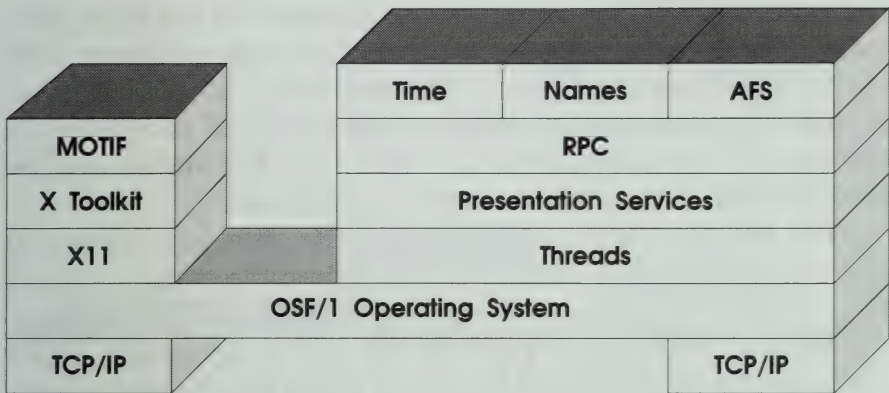 Time Names AFS
MOTIF RPC
X Toolkit Presentation Services
X11 Threads
OSF/1 Operating System
TCP/IP TCP/IP